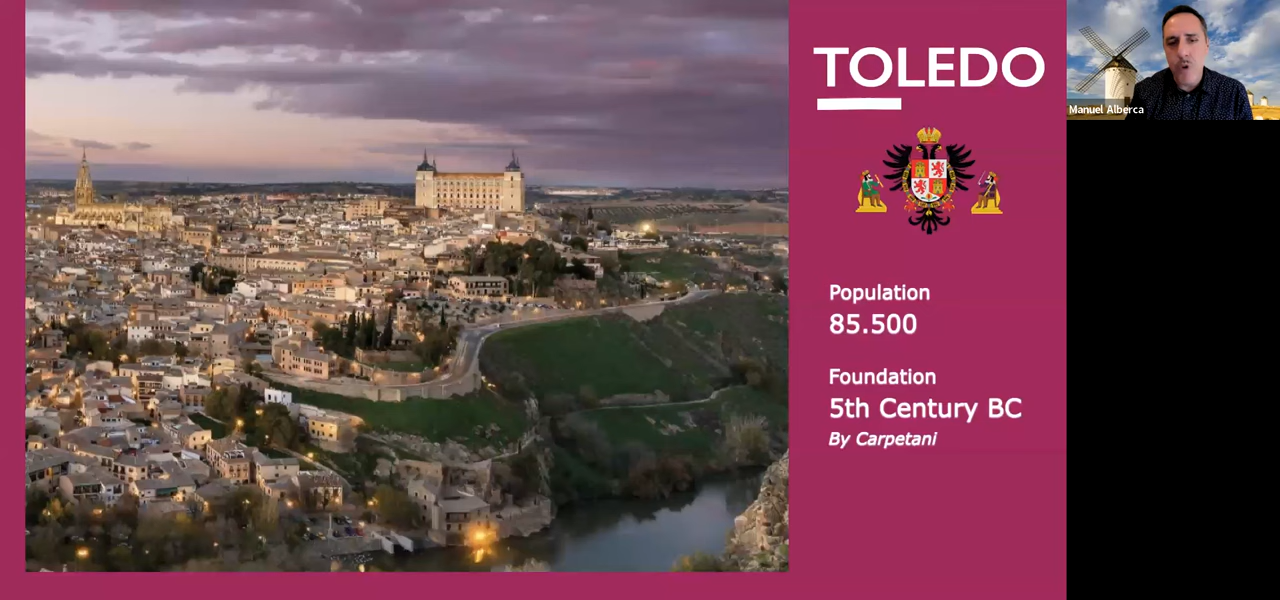 TOLEDO
Population
85.500
Foundation
5th Century BC
By Carpetani
Manuel Alberca